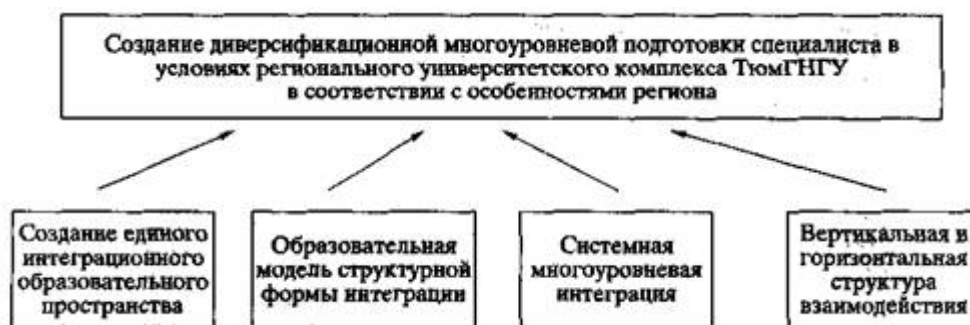 Создание диверсификационной многоуровневой подготовки специалиста в
условиях регионального университетского комплекса ТюмГНГУ
в соответствии с особенностями региона
Создание единого
интеграционного
образовательного
пространства
Образовательная
модель структурной
формы интеграции
Системная
многоуровневая
интеграция
Вертикальная и
горизонтальная
структура
взаимодействия